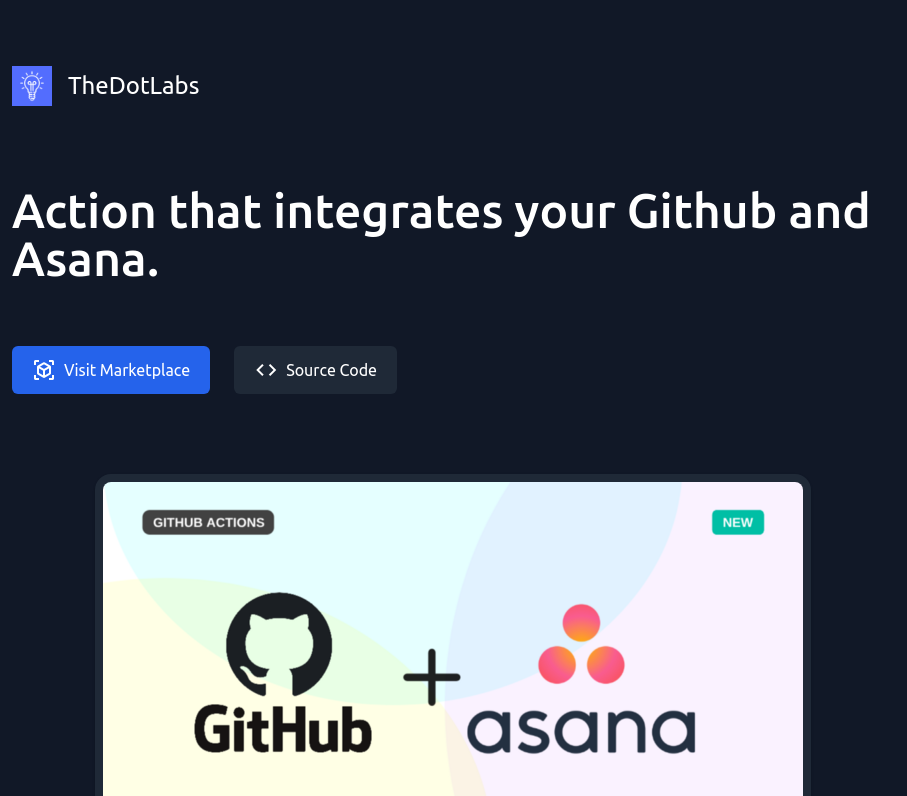 TheDotLabs
Action that integrates your Github and
Asana.
Visit Marketplace
Source Code
GITHUB ACTIONS
NEW
GitHub
+
asana